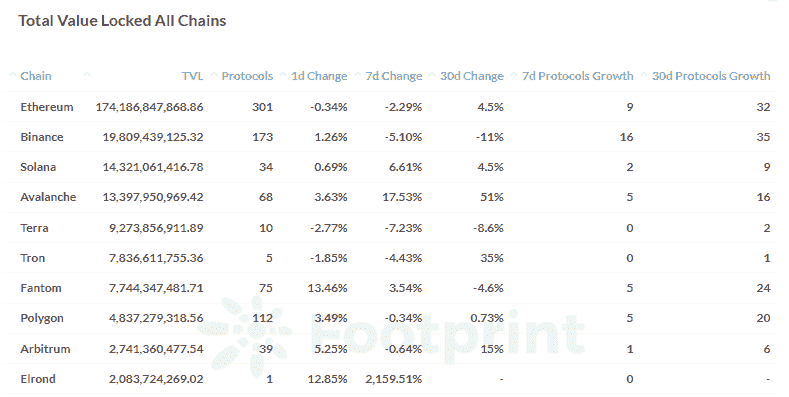 Total Value Locked All Chains
Chain TVL Protocols 1d Change 7d Change 30d Change 7d Protocols Growth 30d Protocols Growth
Ethereum 174,186,847,868.86 301 -0.34% -2.29% 4.5% 9 32
Binance 19,809,439,125.32 173 1.26% -5.10% -11% 16 35
Solana 14,321,061,416.78 34 0.69% 6.61% 4.5% 2 9
Avalanche 13,397,950,969.42 68 3.63% 17.53% 51% 5 16
Terra 9,273,856,911.89 10 -2.77% -7.23% -8.6% 0 2
Tron 7,836,611,755.36 5 -1.85% -4.43% 35% 0 1
Fantom 7,744,347,481.71 75 13.46% 3.54% -4.6% 5 24
Polygon 4,837,279,318.56 112 3.49% -0.34% 0.73% 5 20
Footprint
Arbitrum 2,741,360,477.54 39 5.25% -0.64% 15% 1 6
Elrond 2,083,724,269.02 1 12.85% 2,159.51% - 0 -